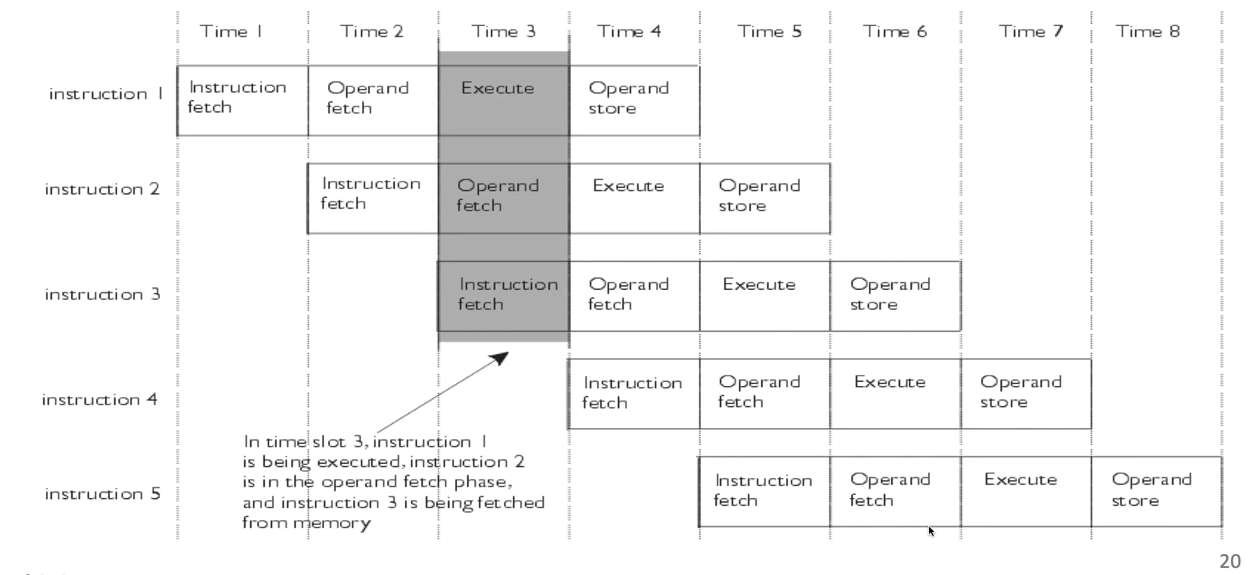 Time 1 Time 2 Time 3 Time 4 Time 5 Time 6 Time 7 Time 8
instruction 1
Instruction
fetch
Operand
fetch
Execute
Operand
store
instruction 2
Instruction
fetch
Operand
fetch
Execute
Operand
store
instruction 3
Instruction
fetch
Operand
fetch
Execute
Operand
store
instruction 4
Instruction
fetch
Operand
fetch
Execute
Operand
store
In time slot 3, instruction 1
is being executed, instruction 2
is in the operand fetch phase,
and instruction 3 is being fetched
from memory
instruction 5
Instruction
fetch
Operand
fetch
Execute
Operand
store
20